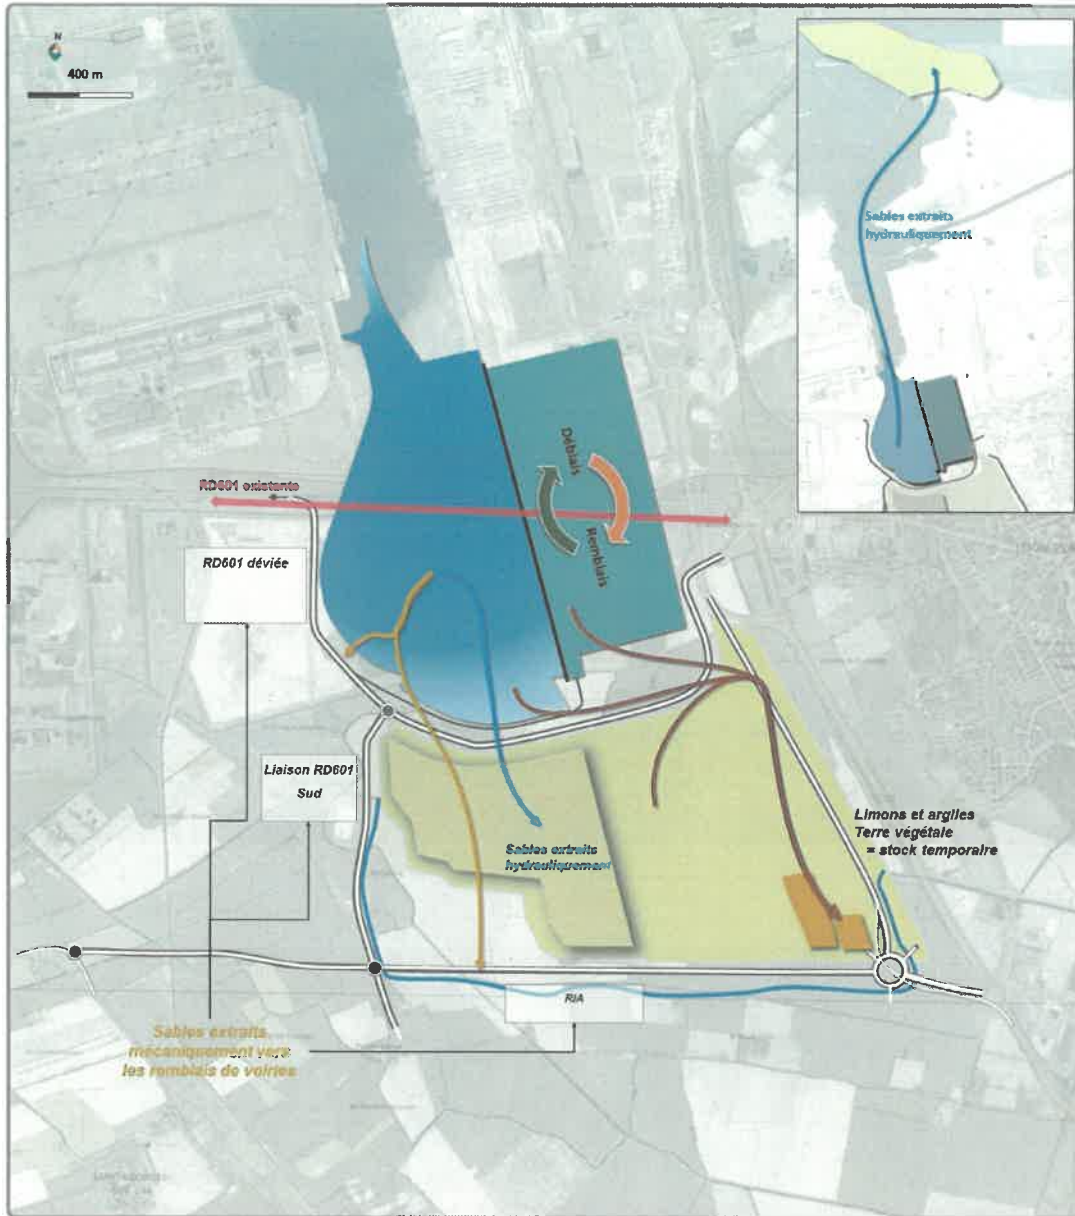 N
400 m
Sables extraits
hydrauliquement
Déblais
Remblais
RD601 existante
RD601 déviée
Liaison RD601
Sud
Sables extraits
hydrauliquement
Limons et argiles
Terre végétale
= stock temporaire
RIA
Sables extraits
mécaniquement vers
les remblais de voiries